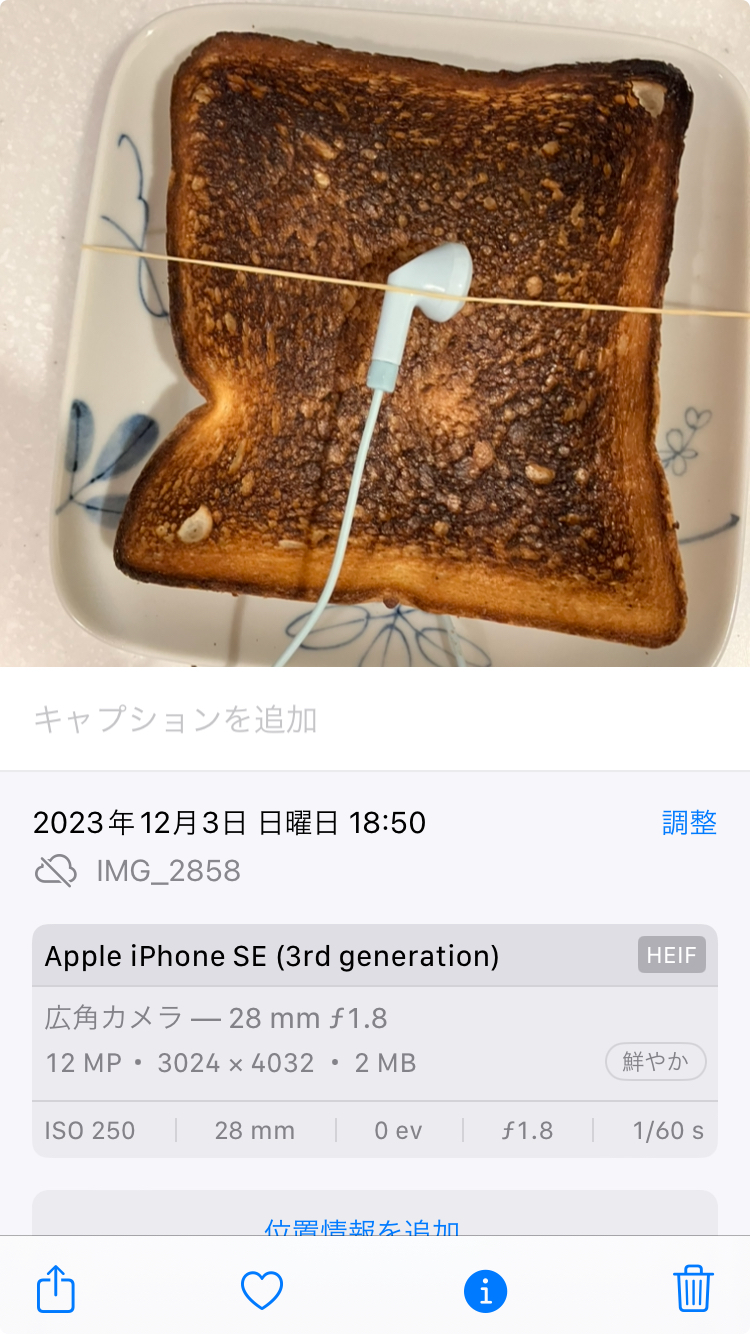 キャプションを追加
2023年12月3日 日曜日 18:50
調整
IMG_2858
Apple iPhone SE (3rd generation)
HEIF
広角カメラ — 28 mm ƒ1.8
12 MP • 3024 × 4032 • 2 MB
鮮やか
ISO 250
28 mm
0 ev
ƒ1.8
1/60 s
位置情報を追加